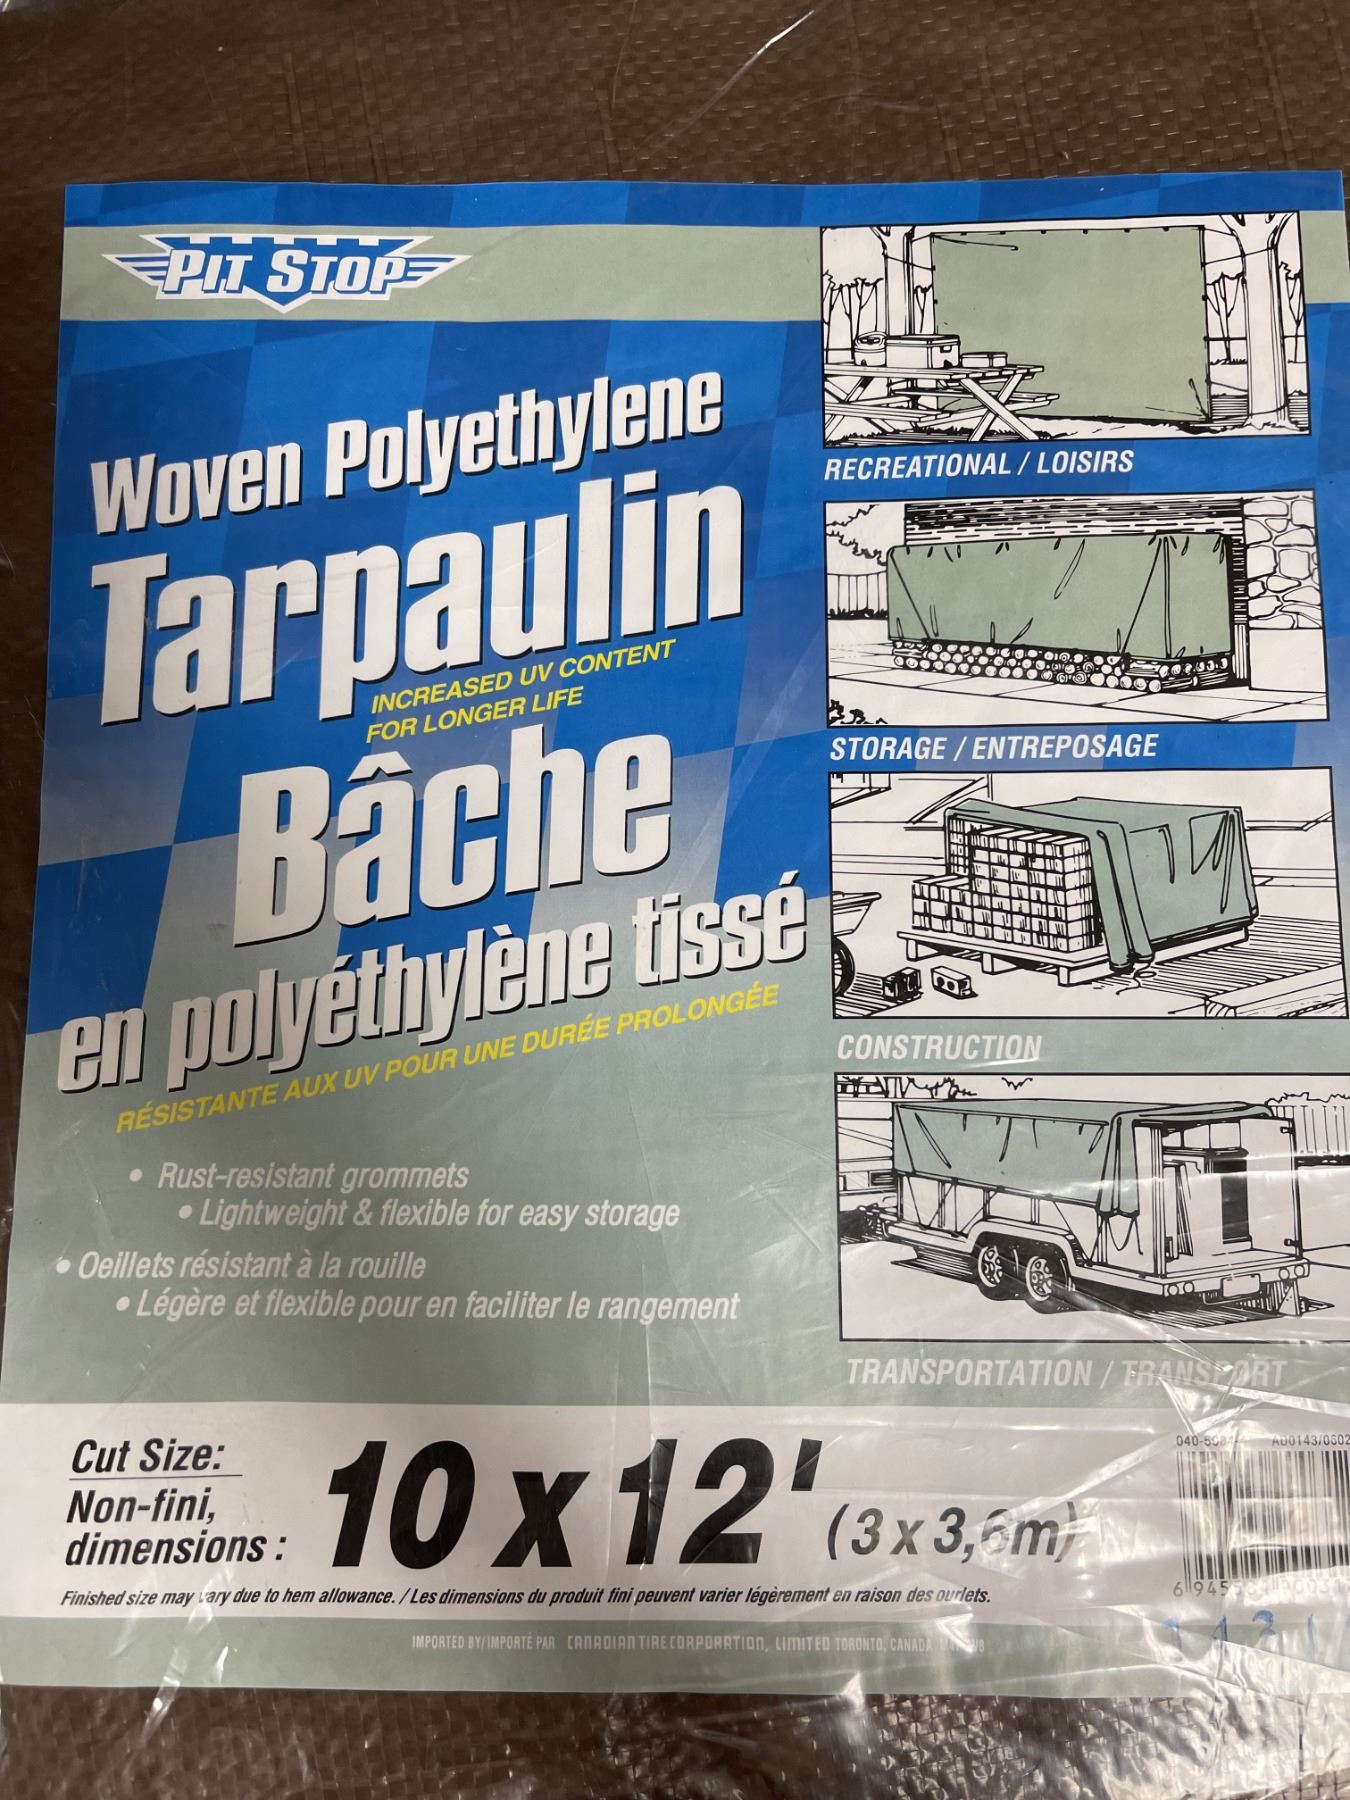 PIT STOP
Woven Polyethylene
Tarpaulin
INCREASED UV CONTENT
FOR LONGER LIFE
Bâche
en polyéthylène tissé
RÉSISTANTE AUX UV POUR UNE DURÉE PROLONGÉE
• Rust-resistant grommets
• Lightweight & flexible for easy storage
• Oeillets résistant à la rouille
• Légère et flexible pour en faciliter le rangement
RECREATIONAL / LOISIRS
STORAGE / ENTREPOSAGE
CONSTRUCTION
TRANSPORTATION / TRANSPORT
Cut Size:
Non-fini,
dimensions :
10 x 12' (3 x 3,6m)
Finished size may vary due to hem allowance. / Les dimensions du produit fini peuvent varier légèrement en raison des ourlets.
AD0143/0602
IMPORTED BY/IMPORTÉ PAR CANADIAN TIRE CORPORATION, LIMITED TORONTO, CANADA